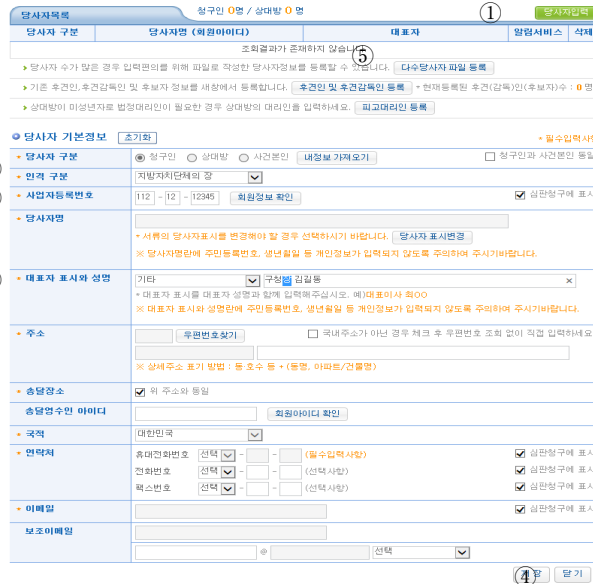 당사자목록
청구인 0명 / 상대방 0 명
① 당사자입력
당사자 구분 당사자명 (회원아이디) 대표자 알림서비스 삭제
조회결과가 존재하지 않습니다
⑤
› 당사자 수가 많은 경우 입력편의를 위해 파일로 작성한 당사자정보를 등록할 수 있습니다. 다수당사자 파일 등록
› 기존 후견인,후견감독인 및 후보자 정보를 새창에서 등록합니다. 후견인 및 후견감독인 등록 * 현재등록된 후견(감독)인(후보자)수 : 0 명
› 상대방이 미성년자로 법정대리인이 필요한 경우 상대방의 대리인을 입력하세요. 피고대리인 등록
당사자 기본정보 초기화
* 필수입력사항
당사자 구분 청구인 상대방 사건본인 내정보 가져오기 청구인과 사건본인 동일
인격 구분 지방자치단체의 장
사업자등록번호 112 - 12 - 12345 회원정보 확인 심판청구에 표시
당사자명
* 서류의 당사자표시를 변경해야 할 경우 선택하시기 바랍니다. 당사자 표시변경
※ 당사자명란에 주민등록번호, 생년월일 등 개인정보가 입력되지 않도록 주의하여 주시기바랍니다.
대표자 표시와 성명 기타 구청장 김길동 ×
* 대표자 표시를 대표자 성명과 함께 입력해주십시오. 예)대표이사 최○○
※ 대표자 표시와 성명란에 주민등록번호, 생년월일 등 개인정보가 입력되지 않도록 주의하여 주시기바랍니다.
주소 우편번호찾기 국내주소가 아닌 경우 체크 후 우편번호 조회 없이 직접 입력하세요
※ 상세주소 표기 방법 : 동·호수 등 + (동명, 아파트/건물명)
송달장소 위 주소와 동일
송달영수인 아이디 회원아이디 확인
국적 대한민국
연락처 휴대전화번호 선택 - - (필수입력사항) 심판청구에 표시
전화번호 선택 - - (선택사항) 심판청구에 표시
팩스번호 선택 - - (선택사항) 심판청구에 표시
이메일 심판청구에 표시
보조이메일
@ 선택
④ 저장 닫기